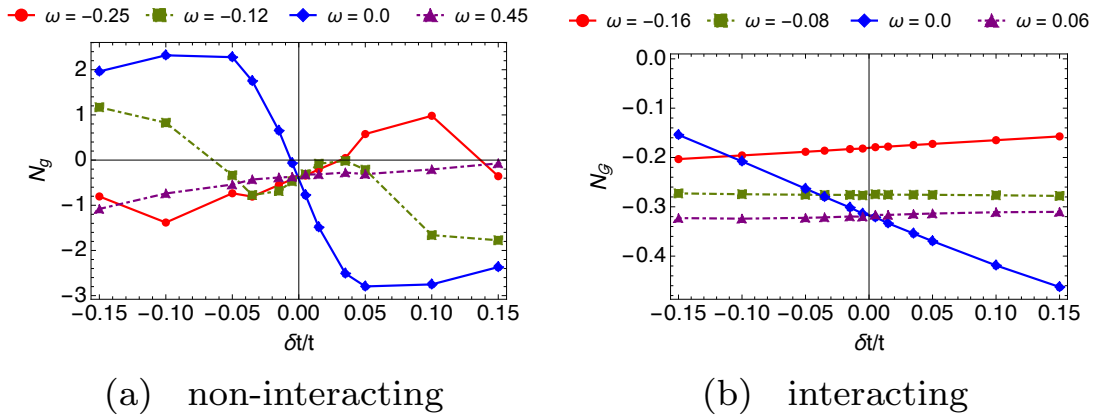 ω = −0.25 ω = −0.12 ω = 0.0 ω = 0.45
N_g
2
1
0
−1
−2
−3
−0.15 −0.10 −0.05 0.00 0.05 0.10 0.15
δt/t
(a) non-interacting
ω = −0.16 ω = −0.08 ω = 0.0 ω = 0.06
N_𝒢
0.0
−0.1
−0.2
−0.3
−0.4
−0.15 −0.10 −0.05 0.00 0.05 0.10 0.15
δt/t
(b) interacting